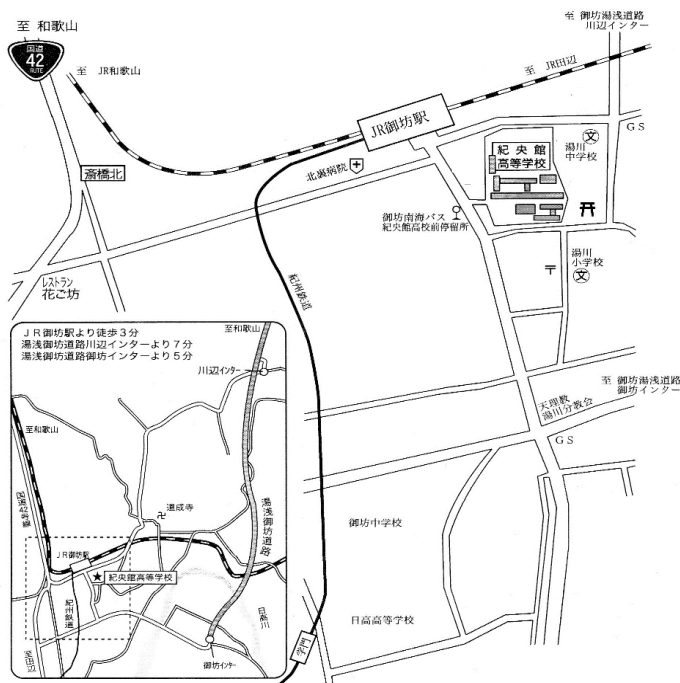 至 和歌山
国道
42
ROUTE
至 JR和歌山
至 御坊湯浅道路
川辺インター
至 JR田辺
JR御坊駅
GS
紀央館
高等学校
文
湯川
中学校
斎橋北
北裏病院
御坊南海バス
紀央館高校前停留所
〒
湯川
小学校
文
レストラン
花ご坊
紀州鉄道
至 御坊湯浅道路
御坊インター
天理教
湯川分教会
GS
御坊中学校
日高高等学校
学門
JR御坊駅より徒歩3分
湯浅御坊道路川辺インターより7分
湯浅御坊道路御坊インターより5分
至和歌山
川辺インター
至和歌山
国道42号線
道成寺
湯浅御坊道路
JR御坊駅
★ 紀央館高等学校
紀州鉄道
日高川
至田辺
御坊インター